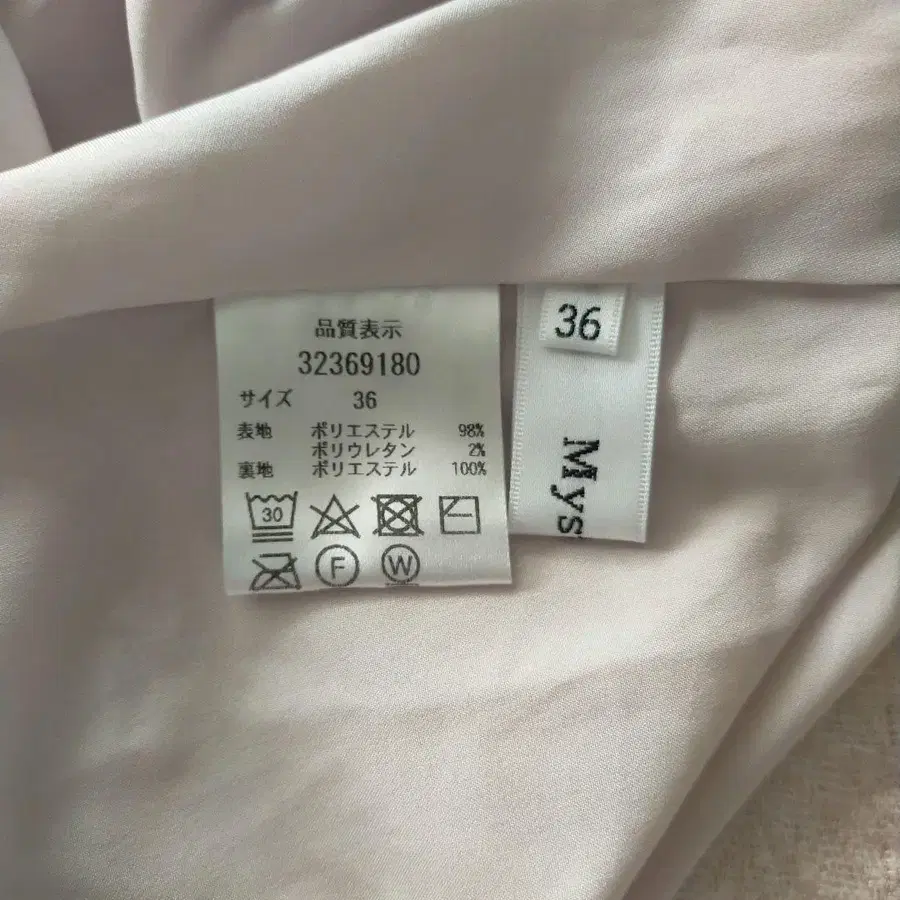 品質表示
32369180
サイズ 36
表地 ポリエステル 98%
ポリウレタン 2%
裏地 ポリエステル 100%
30
F W
36
Mys